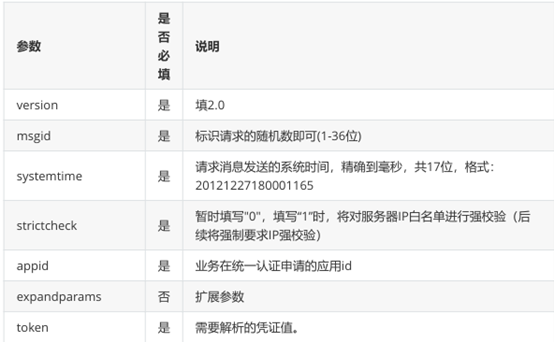 参数 是否必填 说明
version 是 填2.0
msgid 是 标识请求的随机数即可(1-36位)
systemtime 是 请求消息发送的系统时间，精确到毫秒，共17位，格式：
20121227180001165
strictcheck 是 暂时填写"0"，填写“1”时，将对服务器IP白名单进行强校验（后
续将强制要求IP强校验）
appid 是 业务在统一认证申请的应用id
expandparams 否 扩展参数
token 是 需要解析的凭证值。